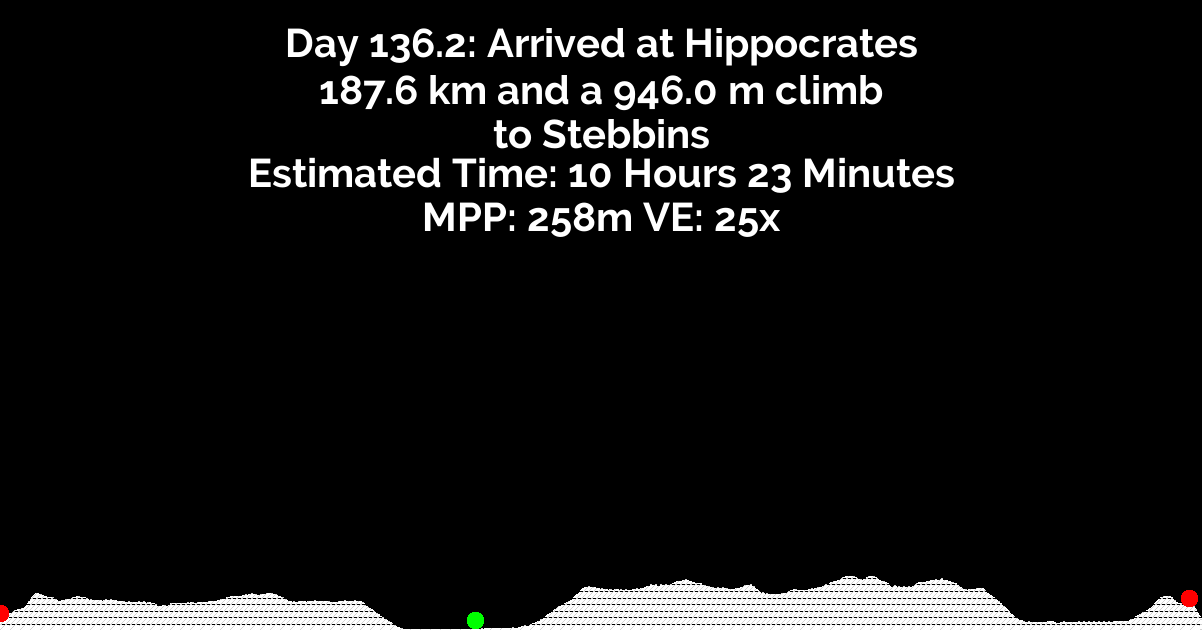 Day 136.2: Arrived at Hippocrates
187.6 km and a 946.0 m climb
to Stebbins
Estimated Time: 10 Hours 23 Minutes
MPP: 258m VE: 25x